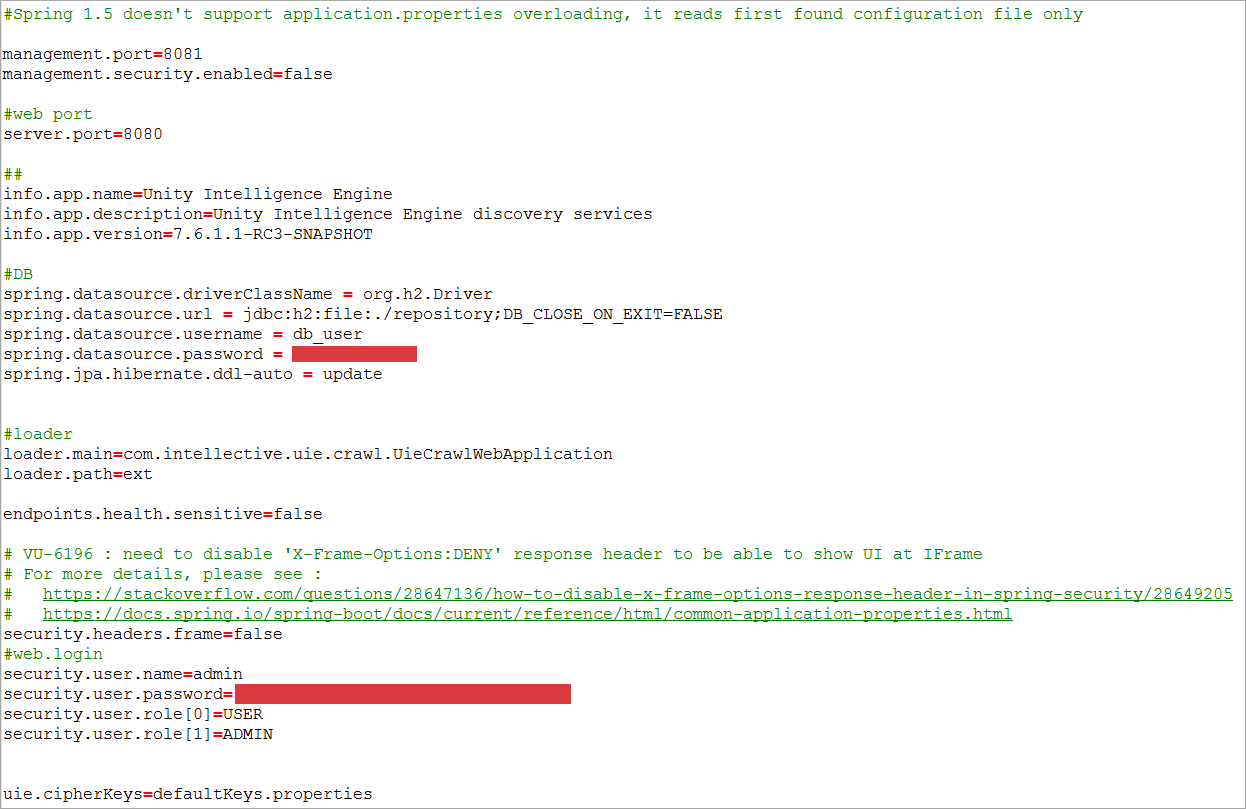 #Spring 1.5 doesn't support application.properties overloading, it reads first found configuration file only
management.port=8081
management.security.enabled=false
#web port
server.port=8080
##
info.app.name=Unity Intelligence Engine
info.app.description=Unity Intelligence Engine discovery services
info.app.version=7.6.1.1-RC3-SNAPSHOT
#DB
spring.datasource.driverClassName = org.h2.Driver
spring.datasource.url = jdbc:h2:file:./repository;DB_CLOSE_ON_EXIT=FALSE
spring.datasource.username = db_user
spring.datasource.password =
spring.jpa.hibernate.ddl-auto = update
#loader
loader.main=com.intellective.uie.crawl.UieCrawlWebApplication
loader.path=ext
endpoints.health.sensitive=false
# VU-6196 : need to disable 'X-Frame-Options:DENY' response header to be able to show UI at IFrame
# For more details, please see :
#   https://stackoverflow.com/questions/28647136/how-to-disable-x-frame-options-response-header-in-spring-security/28649205
#   https://docs.spring.io/spring-boot/docs/current/reference/html/common-application-properties.html
security.headers.frame=false
#web.login
security.user.name=admin
security.user.password=
security.user.role[0]=USER
security.user.role[1]=ADMIN
uie.cipherKeys=defaultKeys.properties